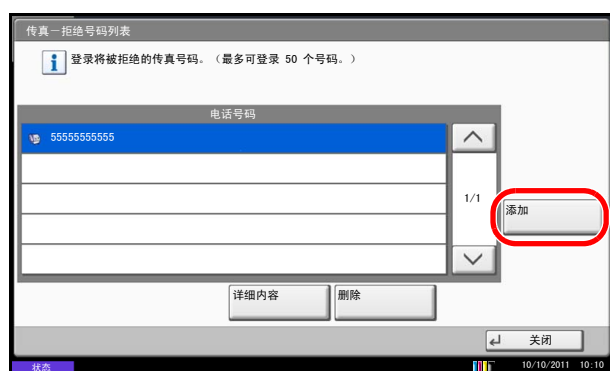 传真－拒绝号码列表
登录将被拒绝的传真号码。（最多可登录 50 个号码。）
电话号码
55555555555
1/1
添加
详细内容
删除
关闭
状态
10/10/2011 10:10